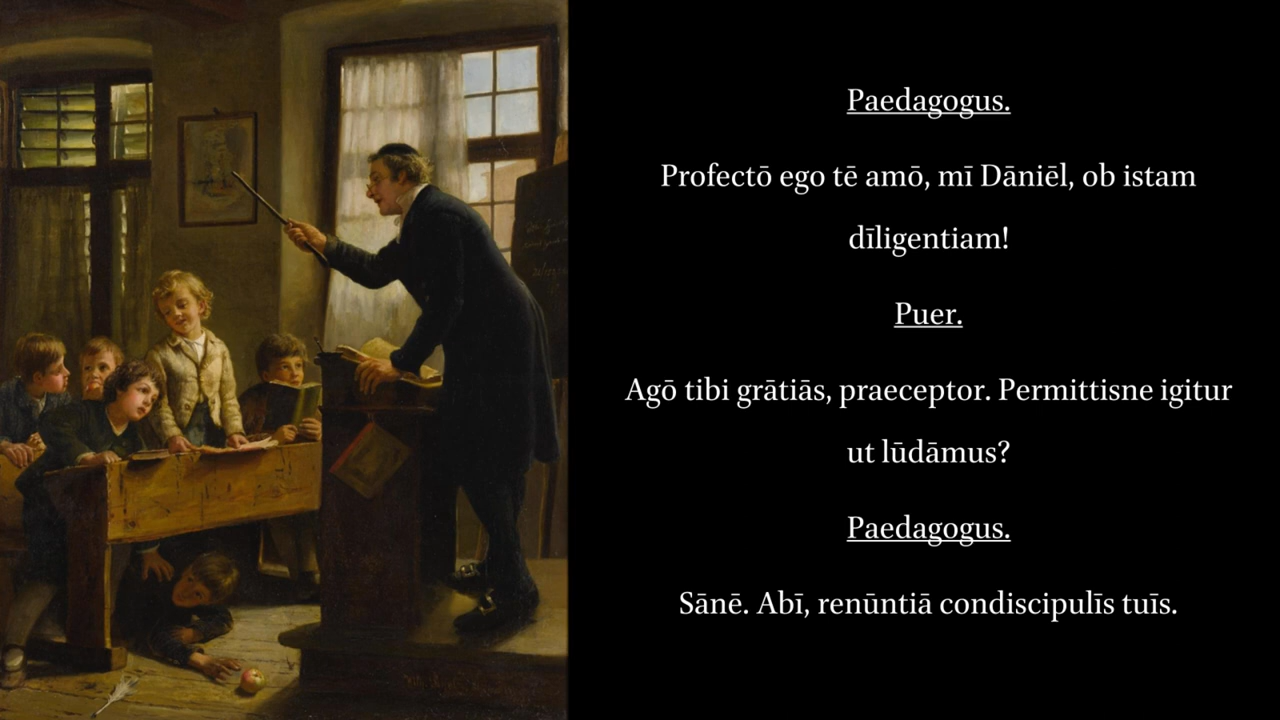 Paedagogus.
Profectō ego tē amō, mī Dāniēl, ob istam
dīligentiam!
Puer.
Agō tibi grātiās, praeceptor. Permittisne igitur
ut lūdāmus?
Paedagogus.
Sānē. Abī, renūntiā condiscipulīs tuīs.